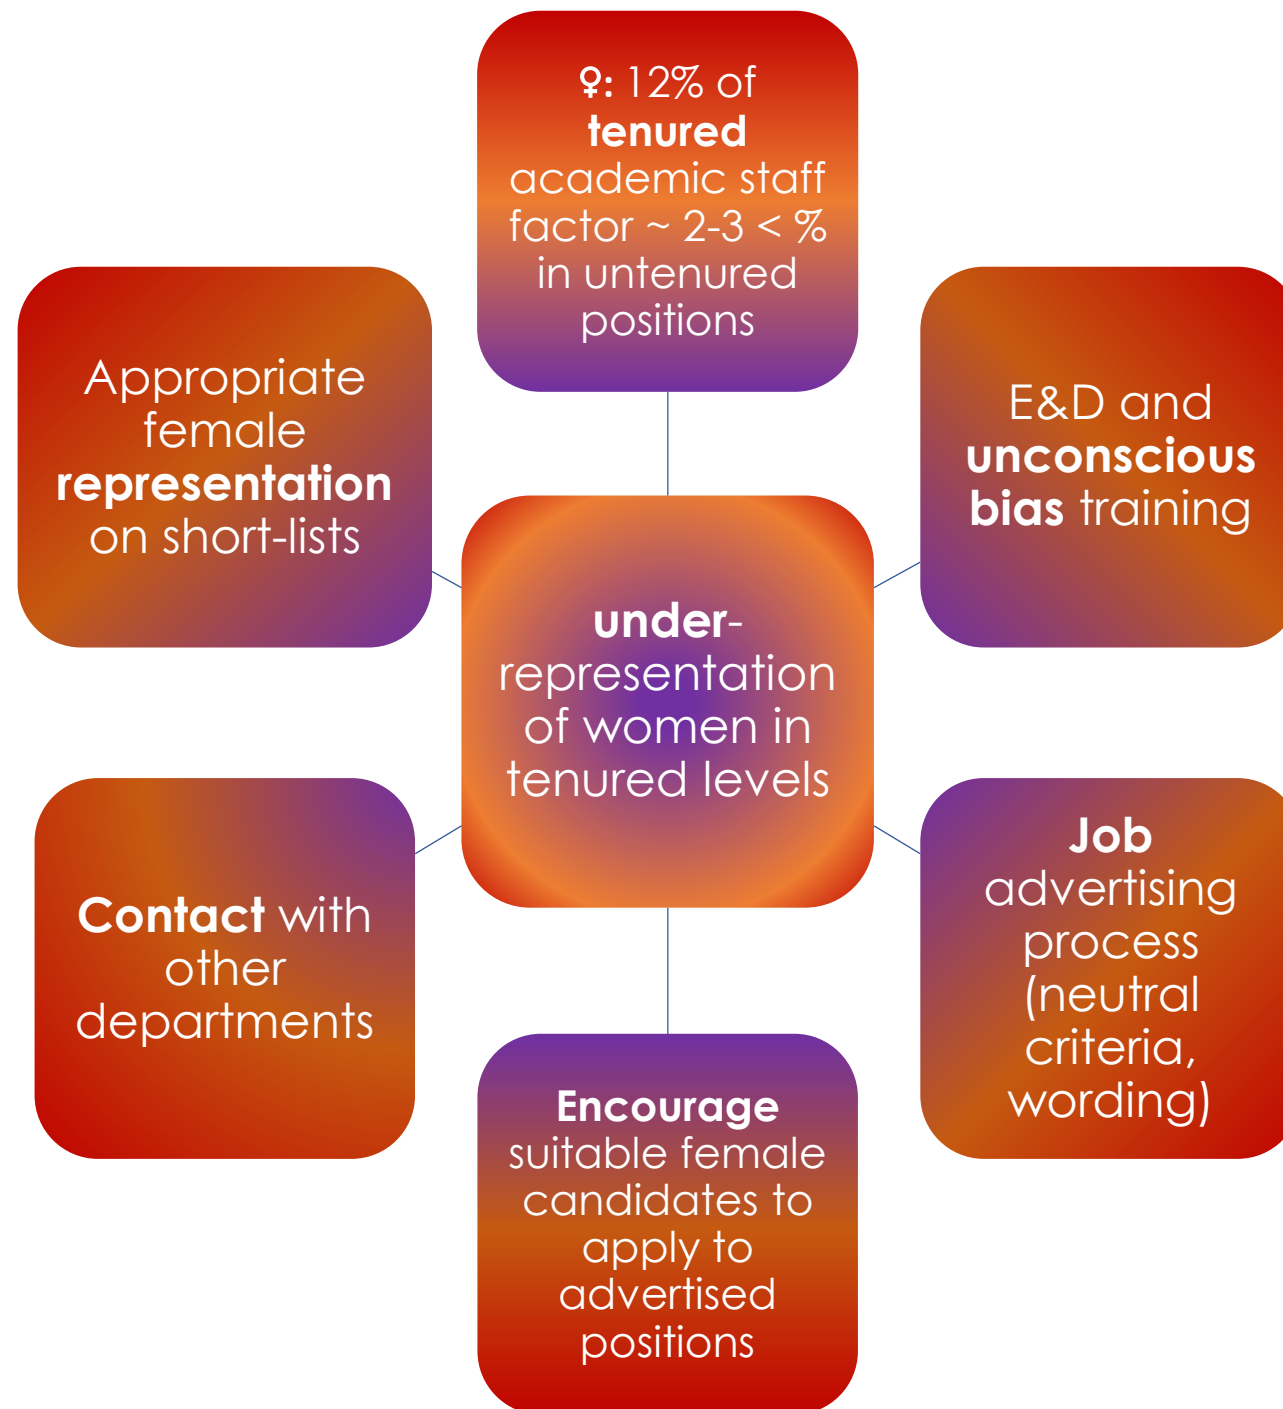 ♀: 12% of
tenured
academic staff
factor ~ 2-3 < %
in untenured
positions
Appropriate
female
representation
on short-lists
E&D and
unconscious
bias training
under-
representation
of women in
tenured levels
Contact with
other
departments
Job
advertising
process
(neutral
criteria,
wording)
Encourage
suitable female
candidates to
apply to
advertised
positions